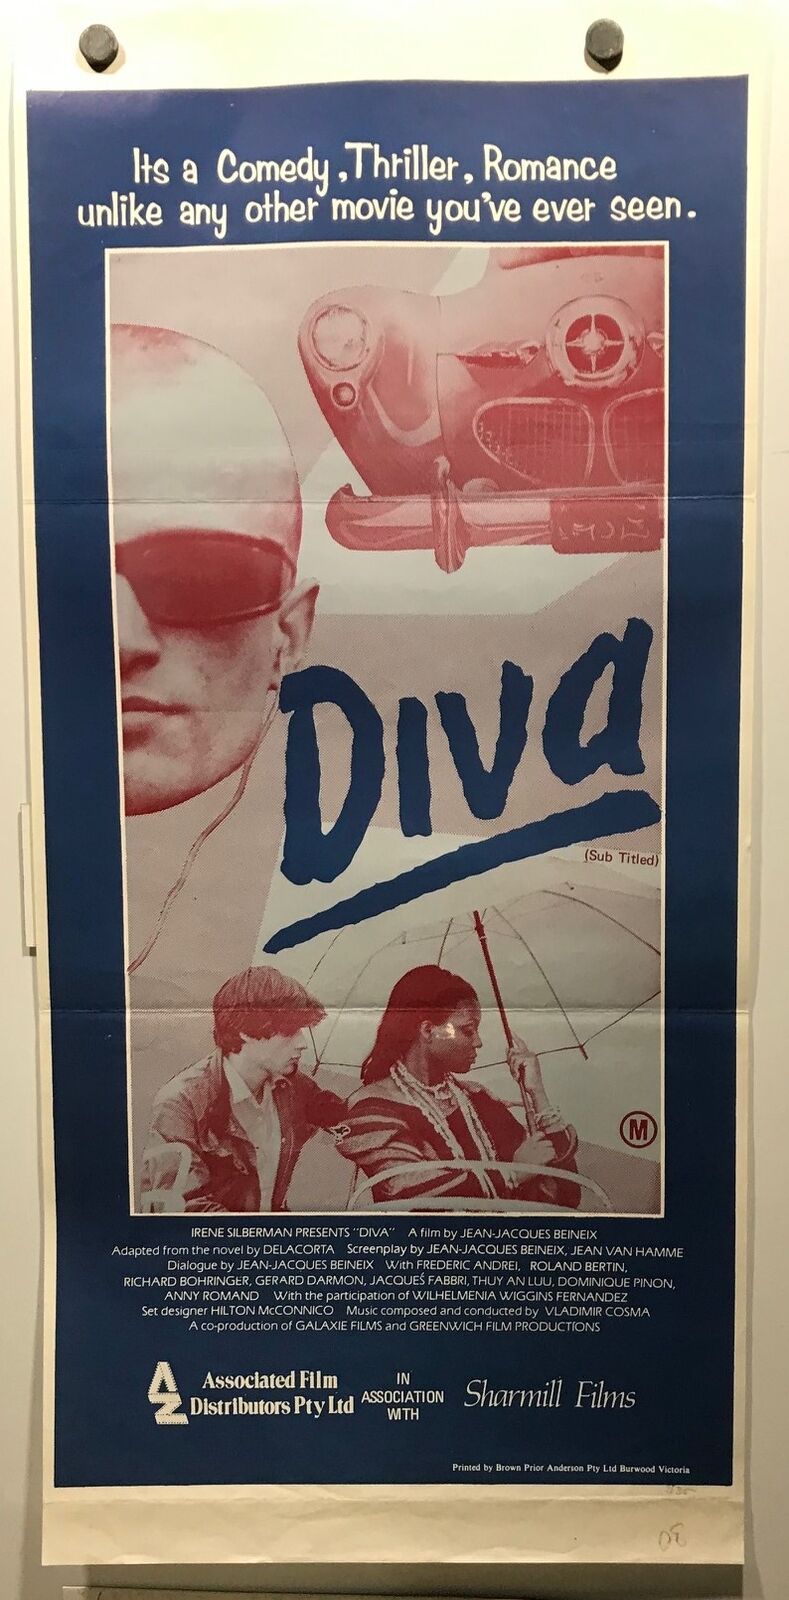 Its a Comedy, Thriller, Romance
unlike any other movie you've ever seen.
Diva
(Sub Titled)
M
IRENE SILBERMAN PRESENTS "DIVA" A film by JEAN-JACQUES BEINEIX
Adapted from the novel by DELACORTA Screenplay by JEAN-JACQUES BEINEIX, JEAN VAN HAMME
Dialogue by JEAN-JACQUES BEINEIX With FREDERIC ANDREI, ROLAND BERTIN,
RICHARD BOHRINGER, GERARD DARMON, JACQUES FABBRI, THUY AN LUU, DOMINIQUE PINON,
ANNY ROMAND With the participation of WILHELMENIA WIGGINS FERNANDEZ
Set designer HILTON McCONNICO Music composed and conducted by VLADIMIR COSMA
A co-production of GALAXIE FILMS and GREENWICH FILM PRODUCTIONS
Associated Film
Distributors Pty Ltd
IN
ASSOCIATION
WITH
Sharmill Films
Printed by Brown Prior Anderson Pty Ltd Burwood Victoria